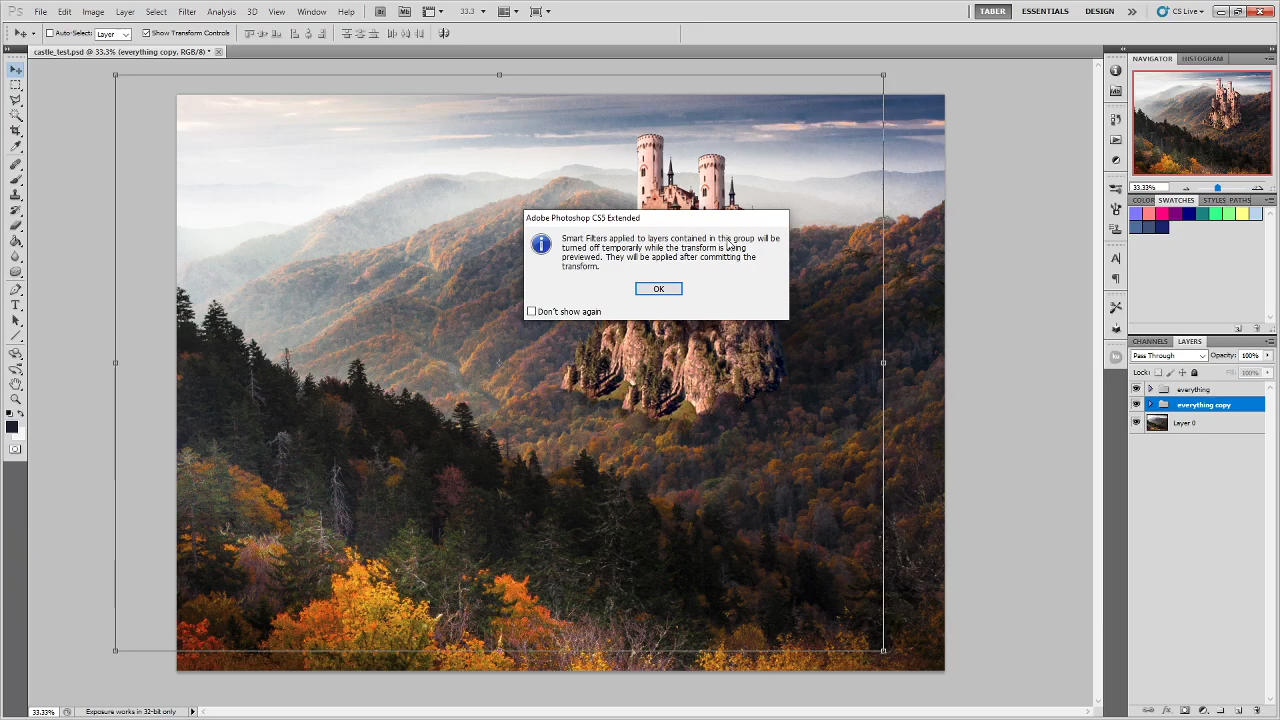 Ps File Edit Image Layer Select Filter Analysis 3D View Window Help Br Mb 33.3 TABER ESSENTIALS DESIGN CS Live
Auto-Select: Layer Show Transform Controls
castle_test.psd @ 33.3% (everything copy, RGB/8) *
NAVIGATOR HISTOGRAM
33.33%
COLOR SWATCHES STYLES PATHS
Adobe Photoshop CS5 Extended
Smart Filters applied to layers contained in this group will be
turned off temporarily while the transform is being
previewed. They will be applied after committing the
transform.
OK
Don't show again
CHANNELS LAYERS
Pass Through Opacity: 100%
Lock: Fill: 100%
everything
everything copy
Layer 0
33.33% Exposure works in 32-bit only